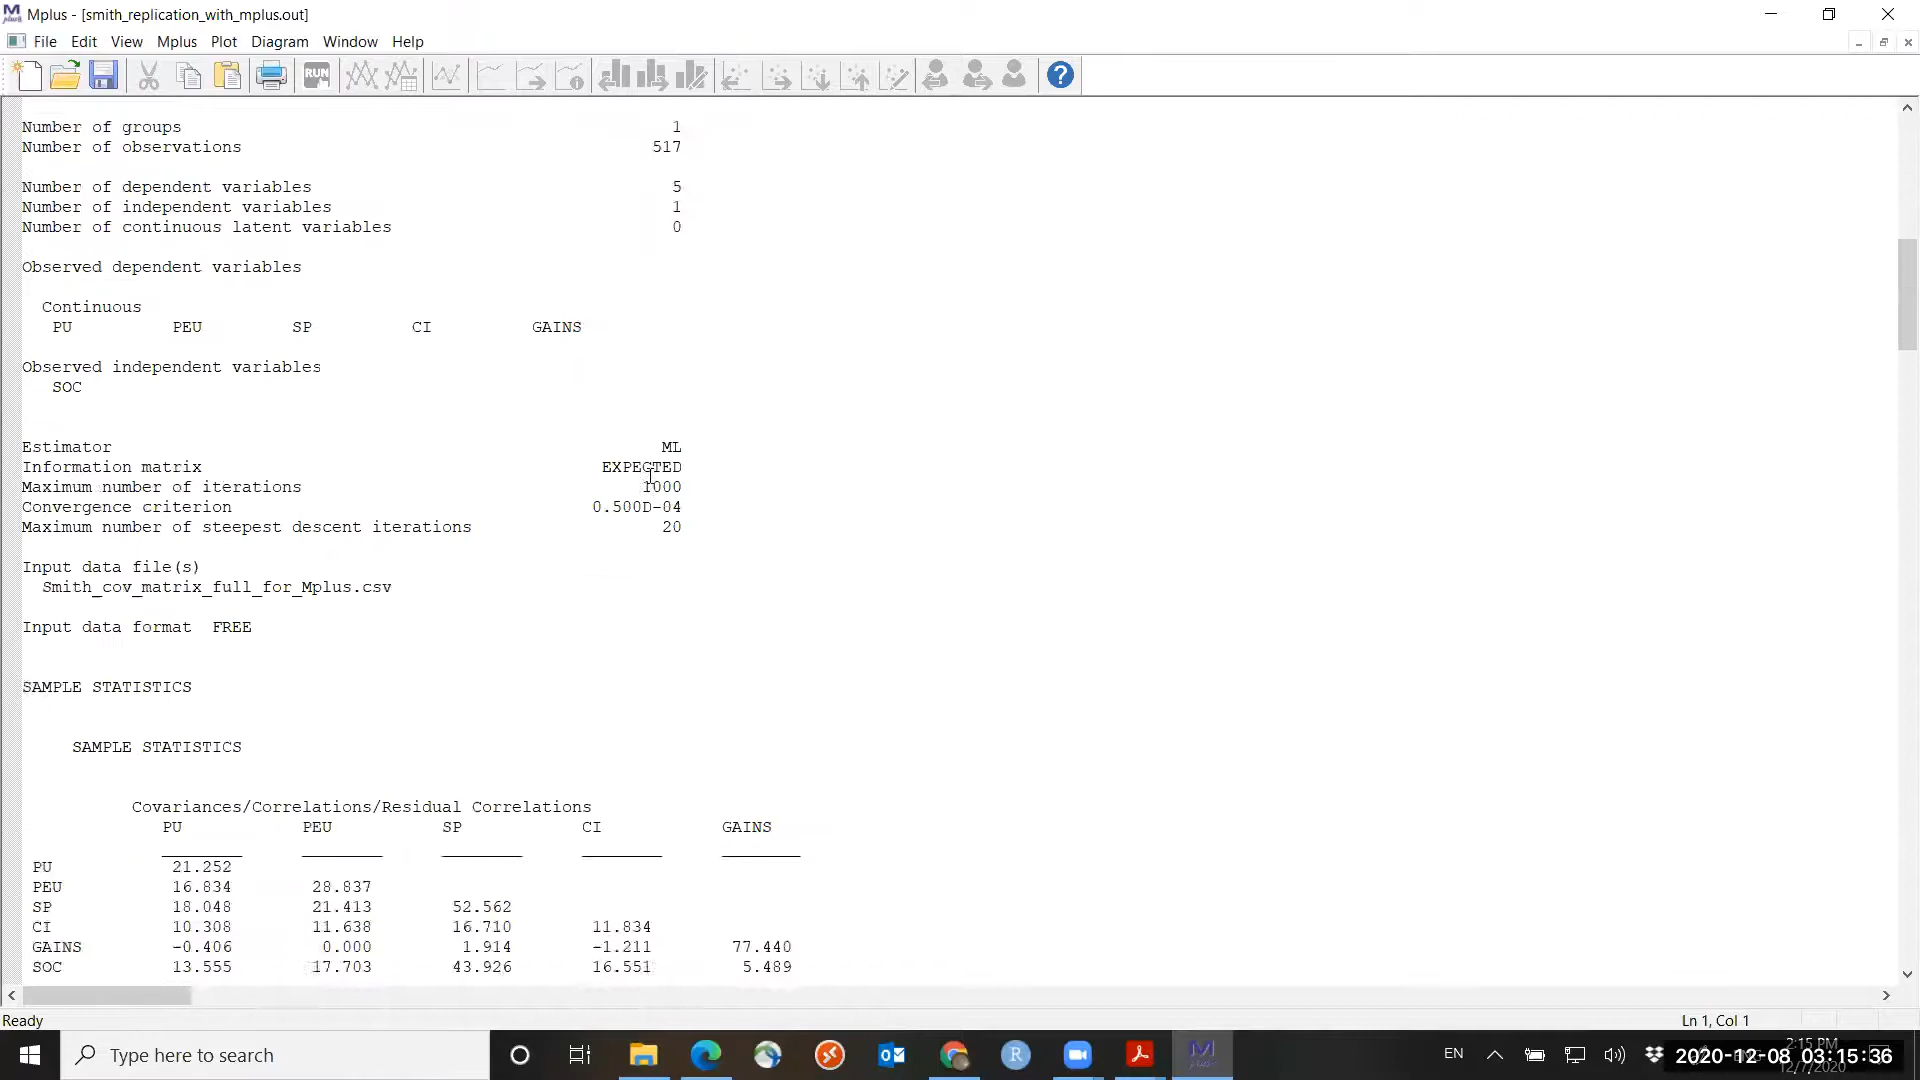 Mplus - [smith_replication_with_mplus.out]
File Edit View Mplus Plot Diagram Window Help
RUN
Number of groups 1
Number of observations 517
Number of dependent variables 5
Number of independent variables 1
Number of continuous latent variables 0
Observed dependent variables
Continuous
PU PEU SP CI GAINS
Observed independent variables
SOC
Estimator ML
Information matrix EXPECTED
Maximum number of iterations 1000
Convergence criterion 0.500D-04
Maximum number of steepest descent iterations 20
Input data file(s)
Smith_cov_matrix_full_for_Mplus.csv
Input data format FREE
SAMPLE STATISTICS
SAMPLE STATISTICS
Covariances/Correlations/Residual Correlations
PU PEU SP CI GAINS
PU 21.252
PEU 16.834 28.837
SP 18.048 21.413 52.562
CI 10.308 11.638 16.710 11.834
GAINS -0.406 0.000 1.914 -1.211 77.440
SOC 13.555 17.703 43.926 16.551 5.489
Ready
Ln 1, Col 1
Type here to search
EN
2:15 PM
2020-12-08 03:15:36
12/7/2020